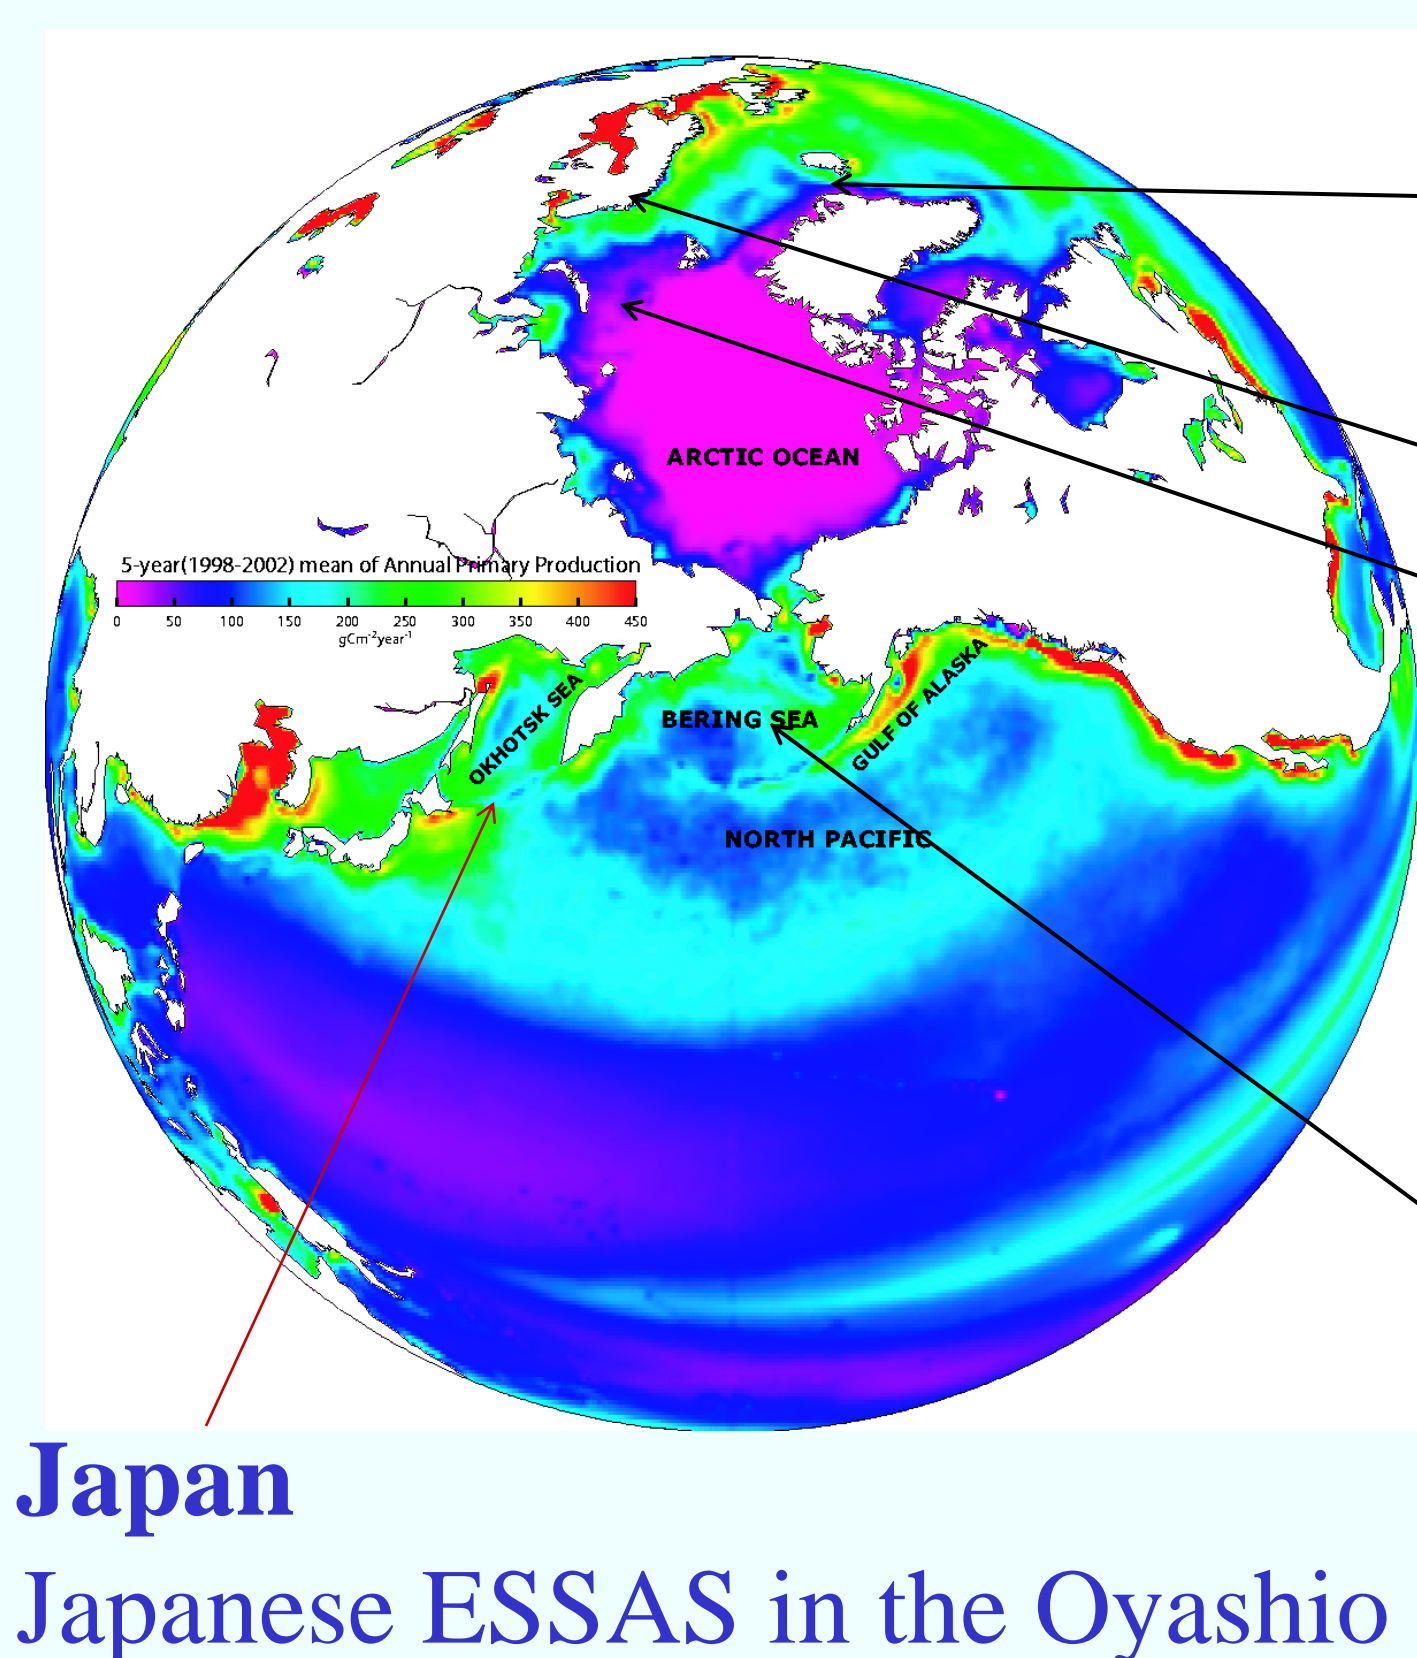 ARCTIC OCEAN
5-year(1998-2002) mean of Annual Primary Production
0 50 100 150 200 250 300 350 400 450
gCm⁻²year⁻¹
OKHOTSK SEA
BERING SEA
GULF OF ALASKA
NORTH PACIFIC
Japan
Japanese ESSAS in the Oyashio